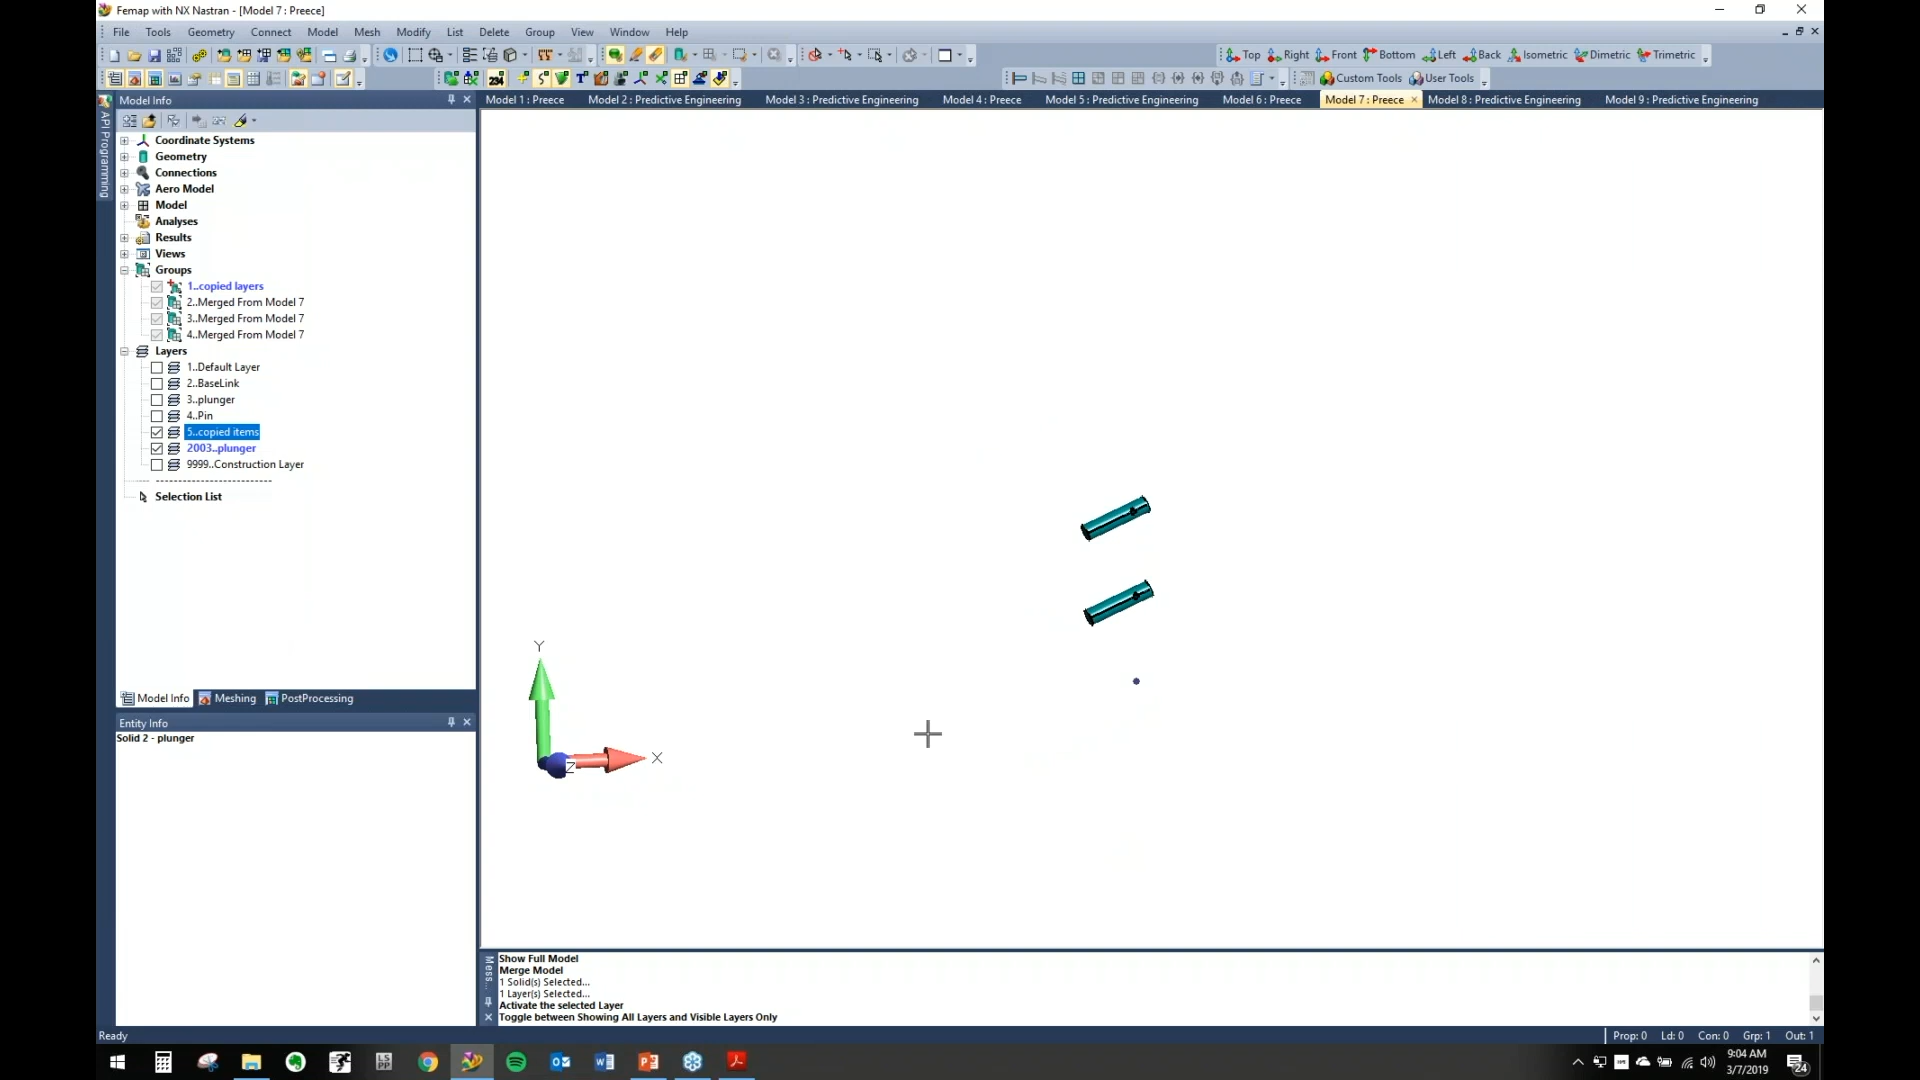 Femap with NX Nastran - [Model 7 : Preece]
File Tools Geometry Connect Model Mesh Modify List Delete Group View Window Help
Top Right Front Bottom Left Back Isometric Dimetric Trimetric
234 Custom Tools User Tools
Model Info
Model 1 : Preece Model 2 : Predictive Engineering Model 3 : Predictive Engineering Model 4 : Preece Model 5 : Predictive Engineering Model 6 : Preece Model 7 : Preece Model 8 : Predictive Engineering Model 9 : Predictive Engineering
API Programming
Coordinate Systems
Geometry
Connections
Aero Model
Model
Analyses
Results
Views
Groups
1..copied layers
2..Merged From Model 7
3..Merged From Model 7
4..Merged From Model 7
Layers
1..Default Layer
2..BaseLink
3..plunger
4..Pin
5..copied items
2003..plunger
9999..Construction Layer
Selection List
Y
X
Z
Model Info Meshing PostProcessing
Entity Info
Solid 2 - plunger
Mess...
Show Full Model
Merge Model
1 Solid(s) Selected...
1 Layer(s) Selected...
Activate the selected Layer
Toggle between Showing All Layers and Visible Layers Only
Ready
Prop: 0 Ld: 0 Con: 0 Grp: 1 Out: 1
LS PP
9:04 AM
3/7/2019
24